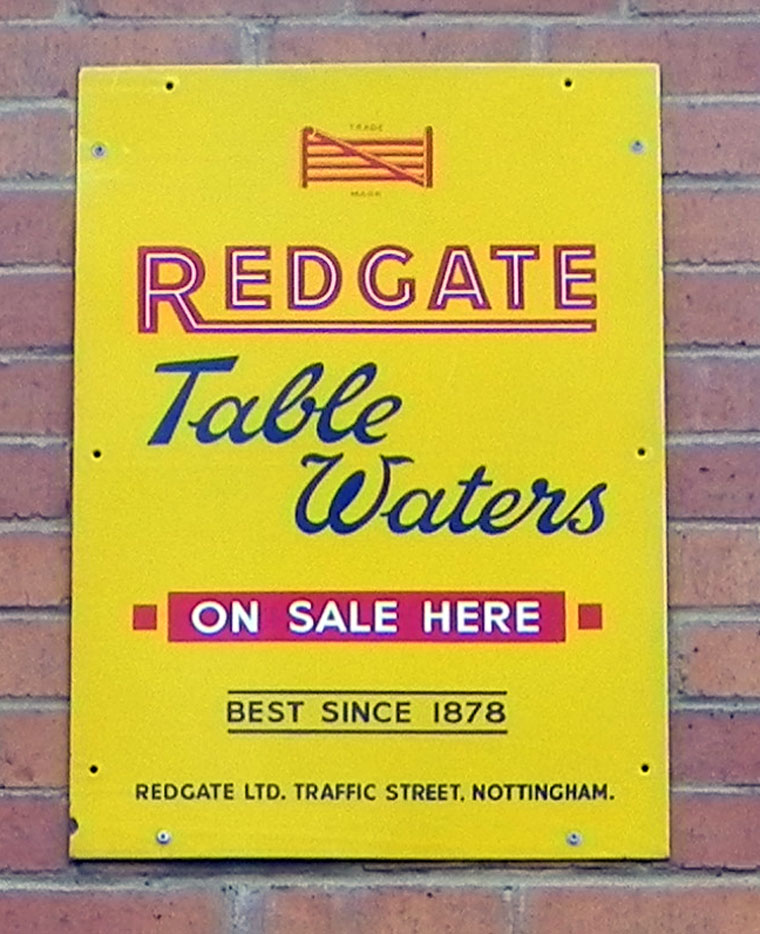 TRADE
MARK
REDGATE
Table
Waters
ON SALE HERE
BEST SINCE 1878
REDGATE LTD. TRAFFIC STREET, NOTTINGHAM.